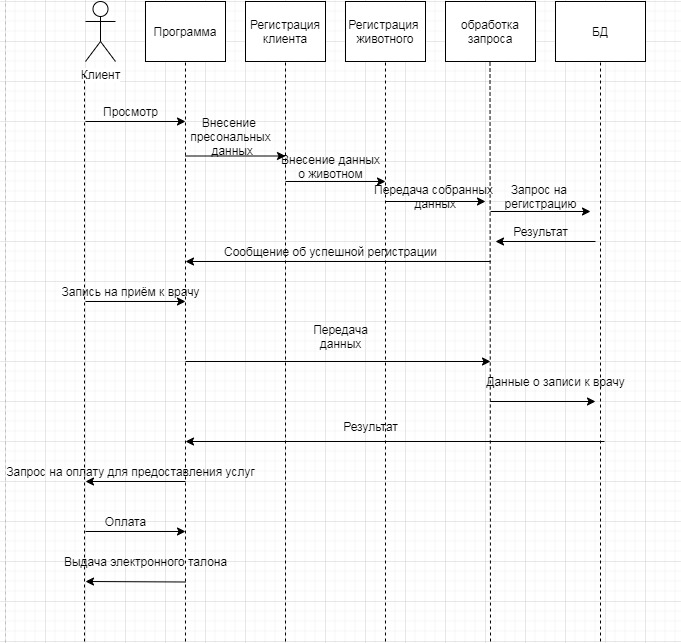 Клиент
Программа
Регистрация
клиента
Регистрация
животного
обработка
запроса
БД
Просмотр
Внесение
пресональных
данных
Внесение данных
о животном
Передача собранных
данных
Запрос на
регистрацию
Результат
Сообщение об успешной регистрации
Запись на приём к врачу
Передача
данных
Данные о записи к врачу
Результат
Запрос на оплату для предоставления услуг
Оплата
Выдача электронного талона